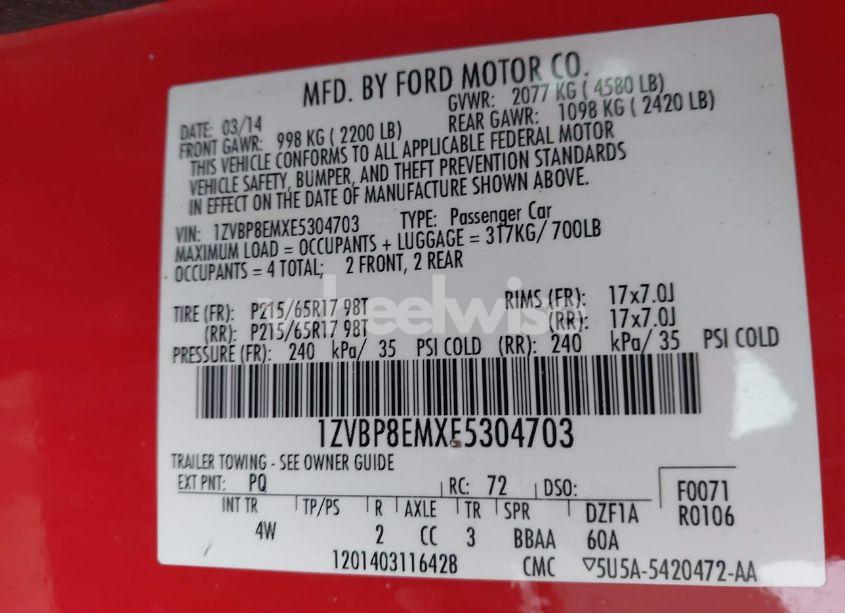 MFD. BY FORD MOTOR CO.
DATE: 03/14 GVWR: 2077 KG ( 4580 LB)
FRONT GAWR: 998 KG ( 2200 LB) REAR GAWR: 1098 KG ( 2420 LB)
THIS VEHICLE CONFORMS TO ALL APPLICABLE FEDERAL MOTOR
VEHICLE SAFETY, BUMPER, AND THEFT PREVENTION STANDARDS
IN EFFECT ON THE DATE OF MANUFACTURE SHOWN ABOVE.
VIN: 1ZVBP8EMXE5304703 TYPE: Passenger Car
MAXIMUM LOAD = OCCUPANTS + LUGGAGE = 317KG/ 700LB
OCCUPANTS = 4 TOTAL; 2 FRONT, 2 REAR
TIRE (FR): P215/65R17 98T RIMS (FR): 17x7.0J
(RR): P215/65R17 98T (RR): 17x7.0J
PRESSURE (FR): 240 kPa/ 35 PSI COLD (RR): 240 kPa/ 35 PSI COLD
1ZVBP8EMXE5304703
TRAILER TOWING - SEE OWNER GUIDE
EXT PNT: PQ RC: 72 DSO: F0071
INT TR TP/PS R AXLE TR SPR DZF1A R0106
4W 2 CC 3 BBAA 60A
1201403116428 CMC ▽5U5A-5420472-AA